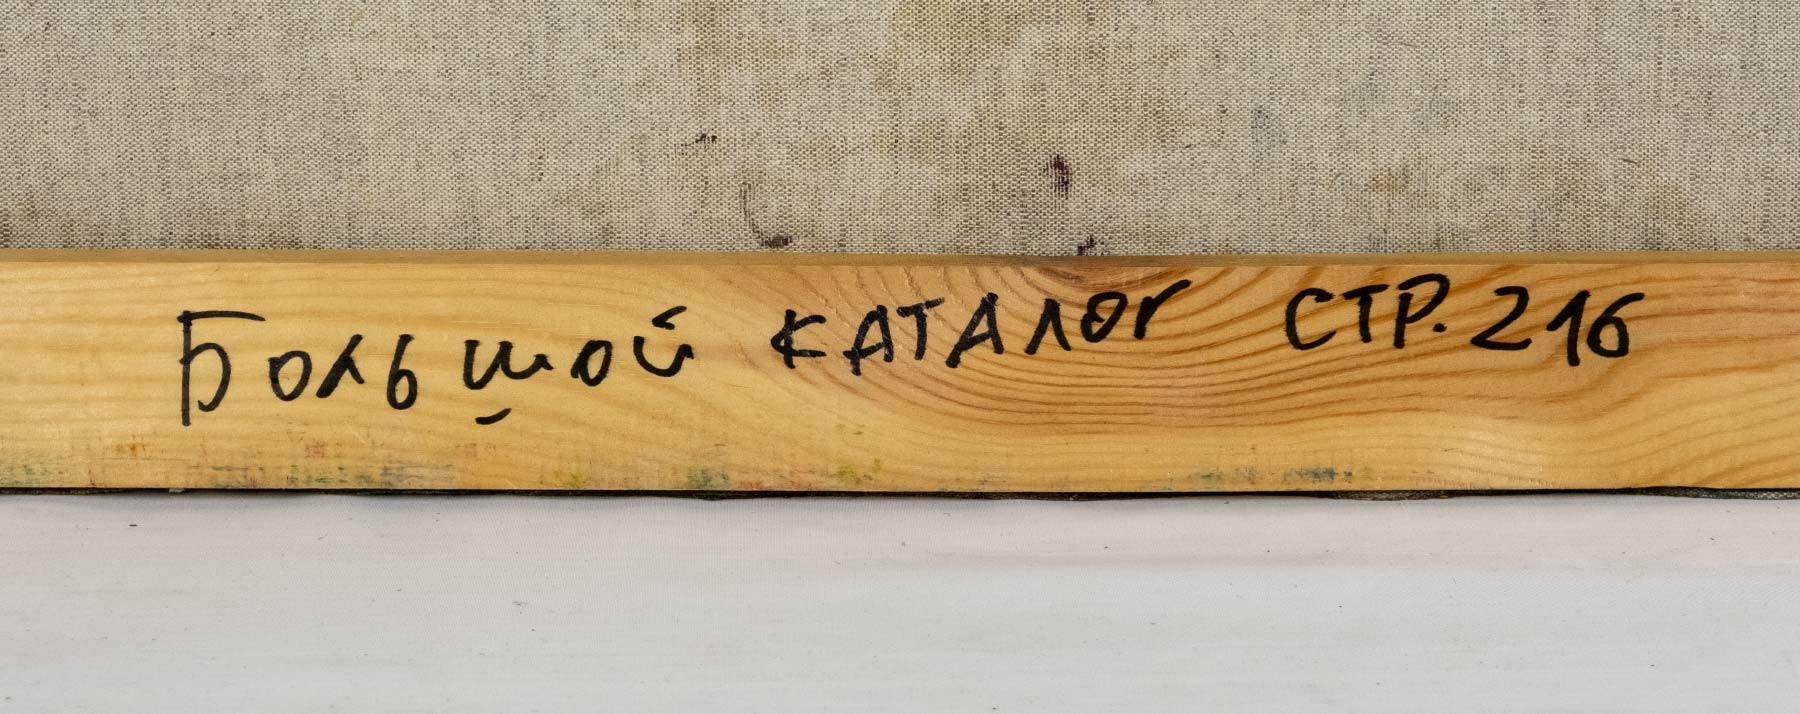 Большой каталог стр. 216